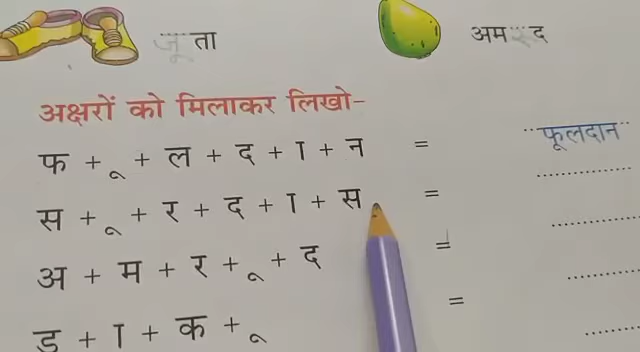 जूता अमरूद
अक्षरों को मिलाकर लिखो-
फ + ू + ल + द + ा + न = फूलदान
स + ू + र + द + ा + स =
अ + म + र + ू + द =
ड + ा + क + ू =